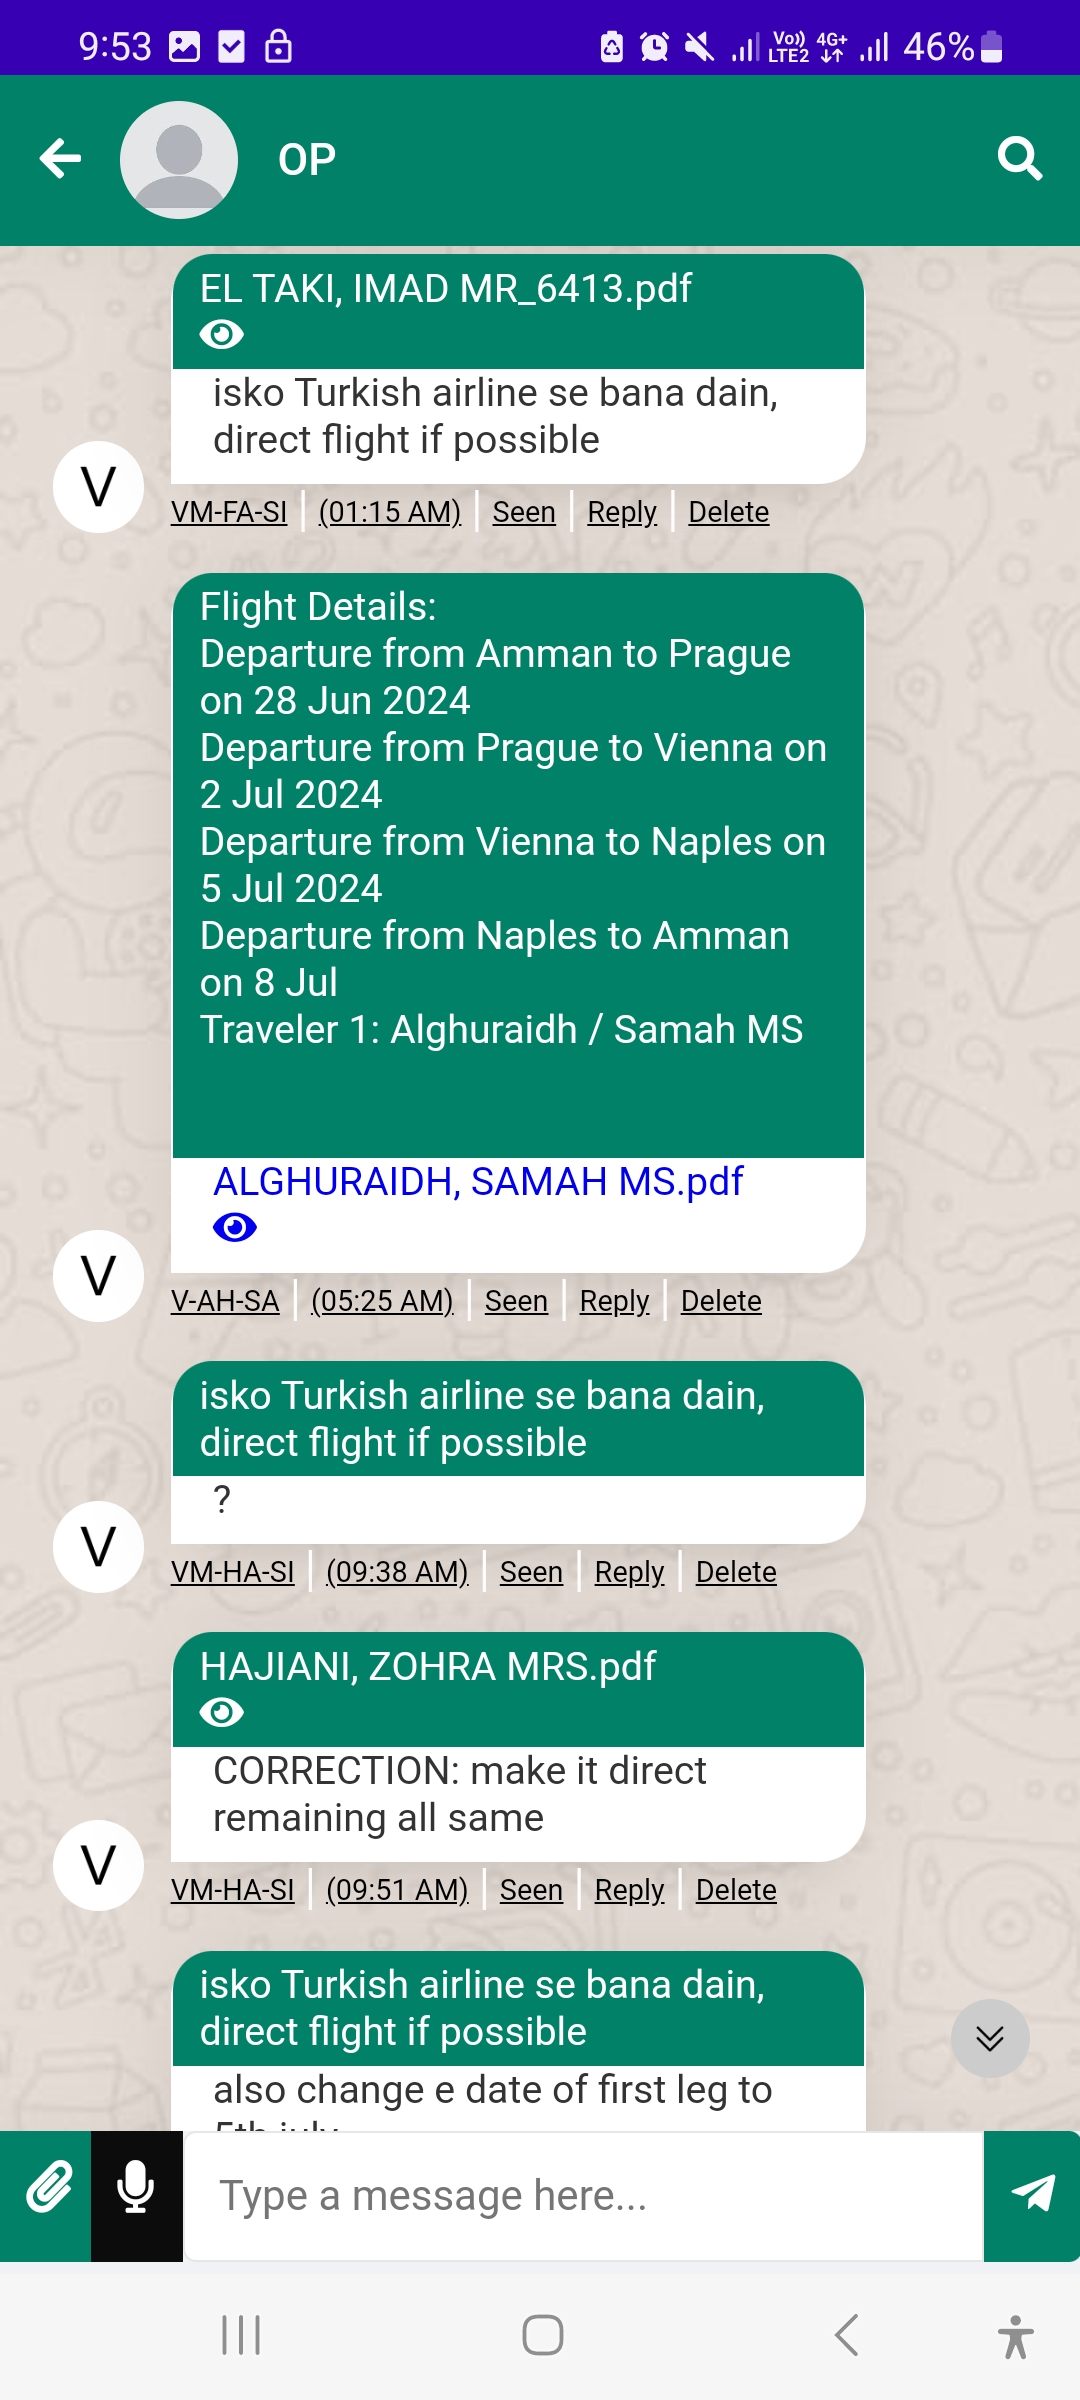 9:53
Vo)) LTE2 4G+ 46%
OP
EL TAKI, IMAD MR_6413.pdf
isko Turkish airline se bana dain,
direct flight if possible
V
VM-FA-SI (01:15 AM) Seen Reply Delete
Flight Details:
Departure from Amman to Prague
on 28 Jun 2024
Departure from Prague to Vienna on
2 Jul 2024
Departure from Vienna to Naples on
5 Jul 2024
Departure from Naples to Amman
on 8 Jul
Traveler 1: Alghuraidh / Samah MS
ALGHURAIDH, SAMAH MS.pdf
V
V-AH-SA (05:25 AM) Seen Reply Delete
isko Turkish airline se bana dain,
direct flight if possible
?
V
VM-HA-SI (09:38 AM) Seen Reply Delete
HAJIANI, ZOHRA MRS.pdf
CORRECTION: make it direct
remaining all same
V
VM-HA-SI (09:51 AM) Seen Reply Delete
isko Turkish airline se bana dain,
direct flight if possible
also change e date of first leg to
5th july
Type a message here...